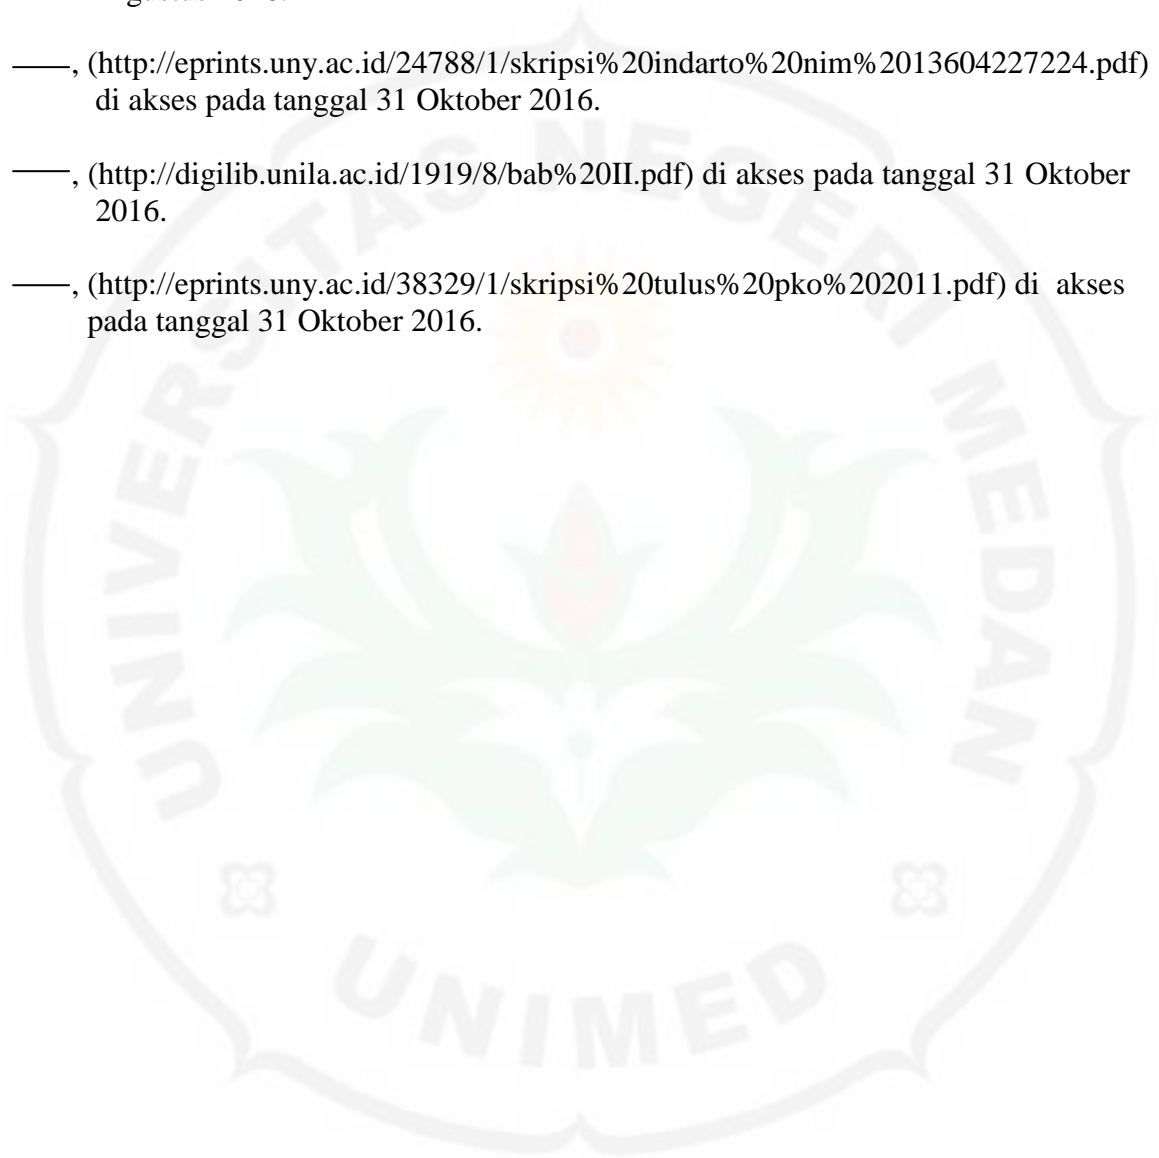 ——, (http://eprints.uny.ac.id/24788/1/skripsi%20indarto%20nim%2013604227224.pdf)
di akses pada tanggal 31 Oktober 2016.
——, (http://digilib.unila.ac.id/1919/8/bab%20II.pdf) di akses pada tanggal 31 Oktober
2016.
——, (http://eprints.uny.ac.id/38329/1/skripsi%20tulus%20pko%202011.pdf) di akses
pada tanggal 31 Oktober 2016.
UNIVERSITAS NEGERI MEDAN
UNIMED